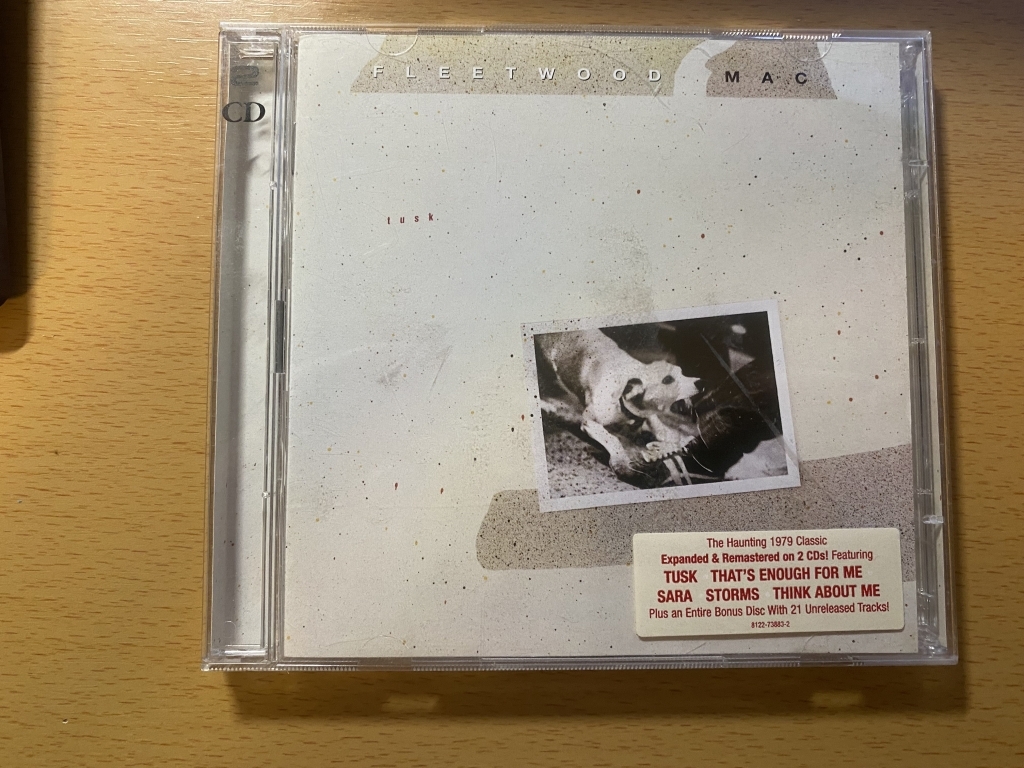 FLEETWOOD MAC
CD
tusk.
The Haunting 1979 Classic
Expanded & Remastered on 2 CDs! Featuring
TUSK THAT'S ENOUGH FOR ME
SARA STORMS THINK ABOUT ME
Plus an Entire Bonus Disc With 21 Unreleased Tracks!
8122-73883-2